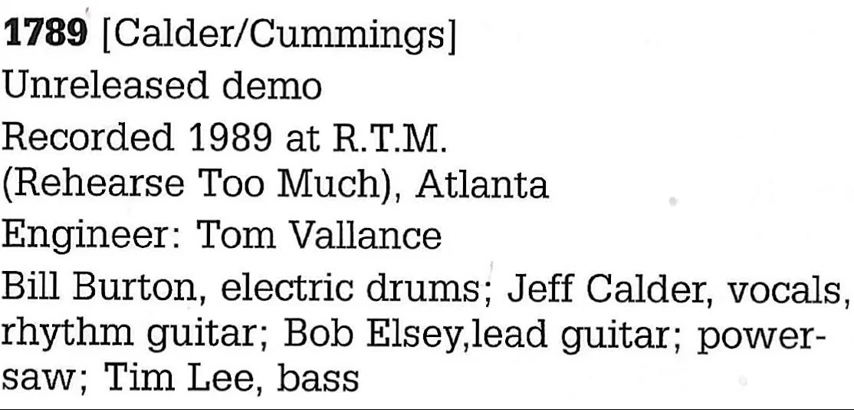 1789 [Calder/Cummings]
Unreleased demo
Recorded 1989 at R.T.M.
(Rehearse Too Much), Atlanta
Engineer: Tom Vallance
Bill Burton, electric drums; Jeff Calder, vocals,
rhythm guitar; Bob Elsey,lead guitar; power-
saw; Tim Lee, bass